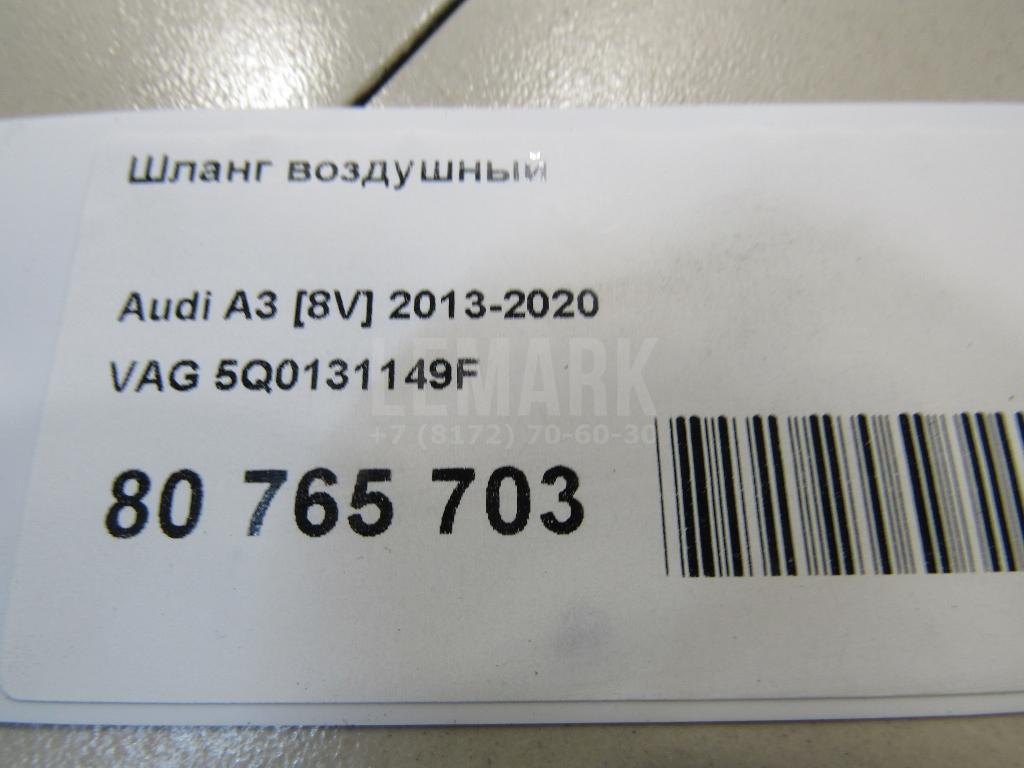 Шланг воздушный
Audi A3 [8V] 2013-2020
VAG 5Q0131149F
LEMARK
+7 (8172) 70-60-30
80 765 703